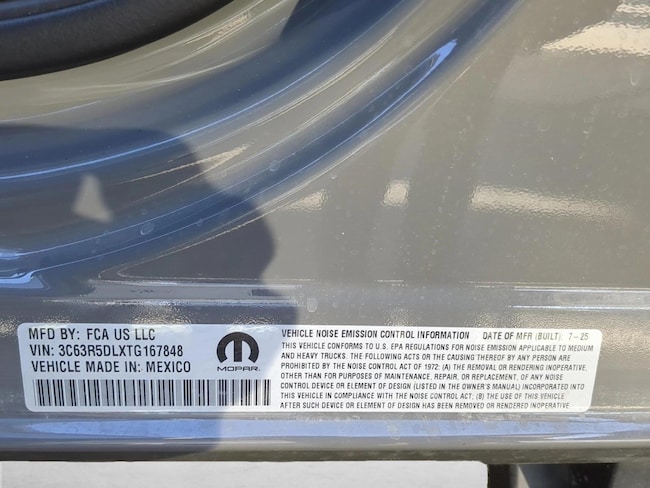 MFD BY: FCA US LLC
VIN: 3C63R5DLXTG167848
VEHICLE MADE IN: MEXICO
MOPAR
VEHICLE NOISE EMISSION CONTROL INFORMATION DATE OF MFR (BUILT): 7-25
THIS VEHICLE CONFORMS TO U.S. EPA REGULATIONS FOR NOISE EMISSION APPLICABLE TO MEDIUM
AND HEAVY TRUCKS. THE FOLLOWING ACTS OR THE CAUSING THEREOF BY ANY PERSON ARE
PROHIBITED BY THE NOISE CONTROL ACT OF 1972: (A) THE REMOVAL OR RENDERING INOPERATIVE,
OTHER THAN FOR PURPOSES OF MAINTENANCE, REPAIR, OR REPLACEMENT, OF ANY NOISE
CONTROL DEVICE OR ELEMENT OF DESIGN (LISTED IN THE OWNER'S MANUAL) INCORPORATED INTO
THIS VEHICLE IN COMPLIANCE WITH THE NOISE CONTROL ACT; (B) THE USE OF THIS VEHICLE
AFTER SUCH DEVICE OR ELEMENT OF DESIGN HAS BEEN REMOVED OR RENDERED INOPERATIVE.